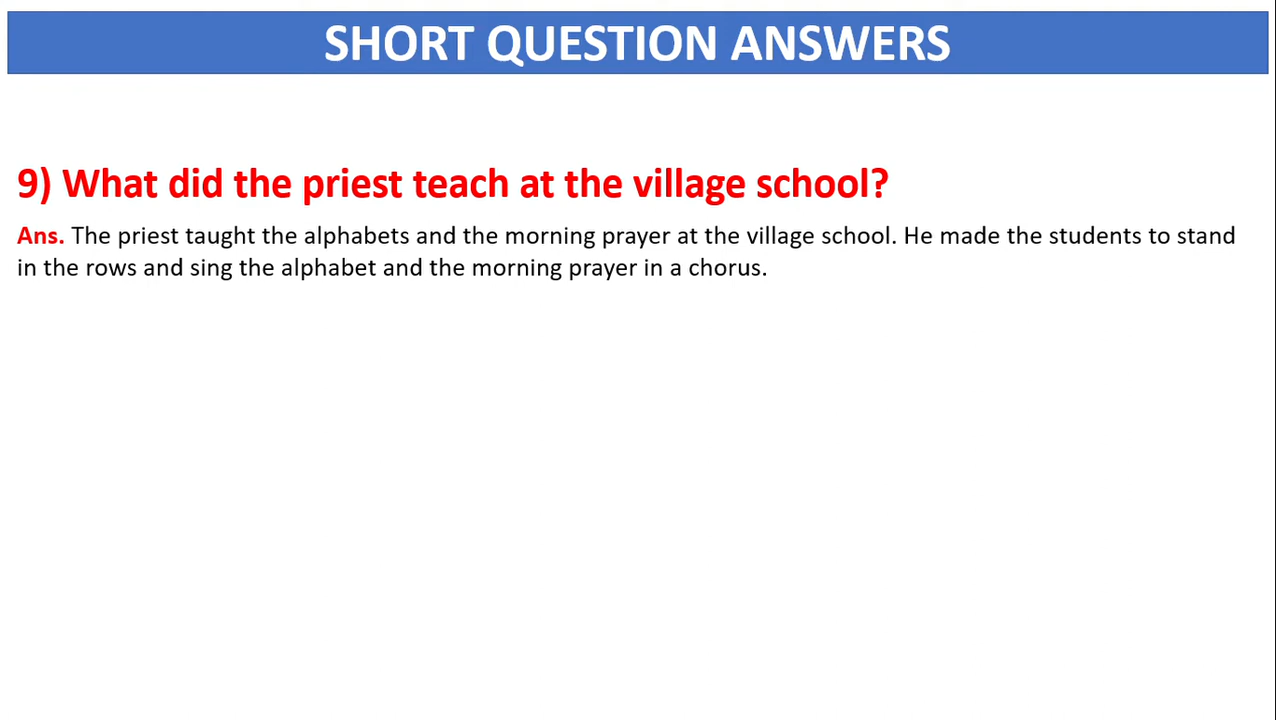 SHORT QUESTION ANSWERS
9) What did the priest teach at the village school?
Ans. The priest taught the alphabets and the morning prayer at the village school. He made the students to stand
in the rows and sing the alphabet and the morning prayer in a chorus.